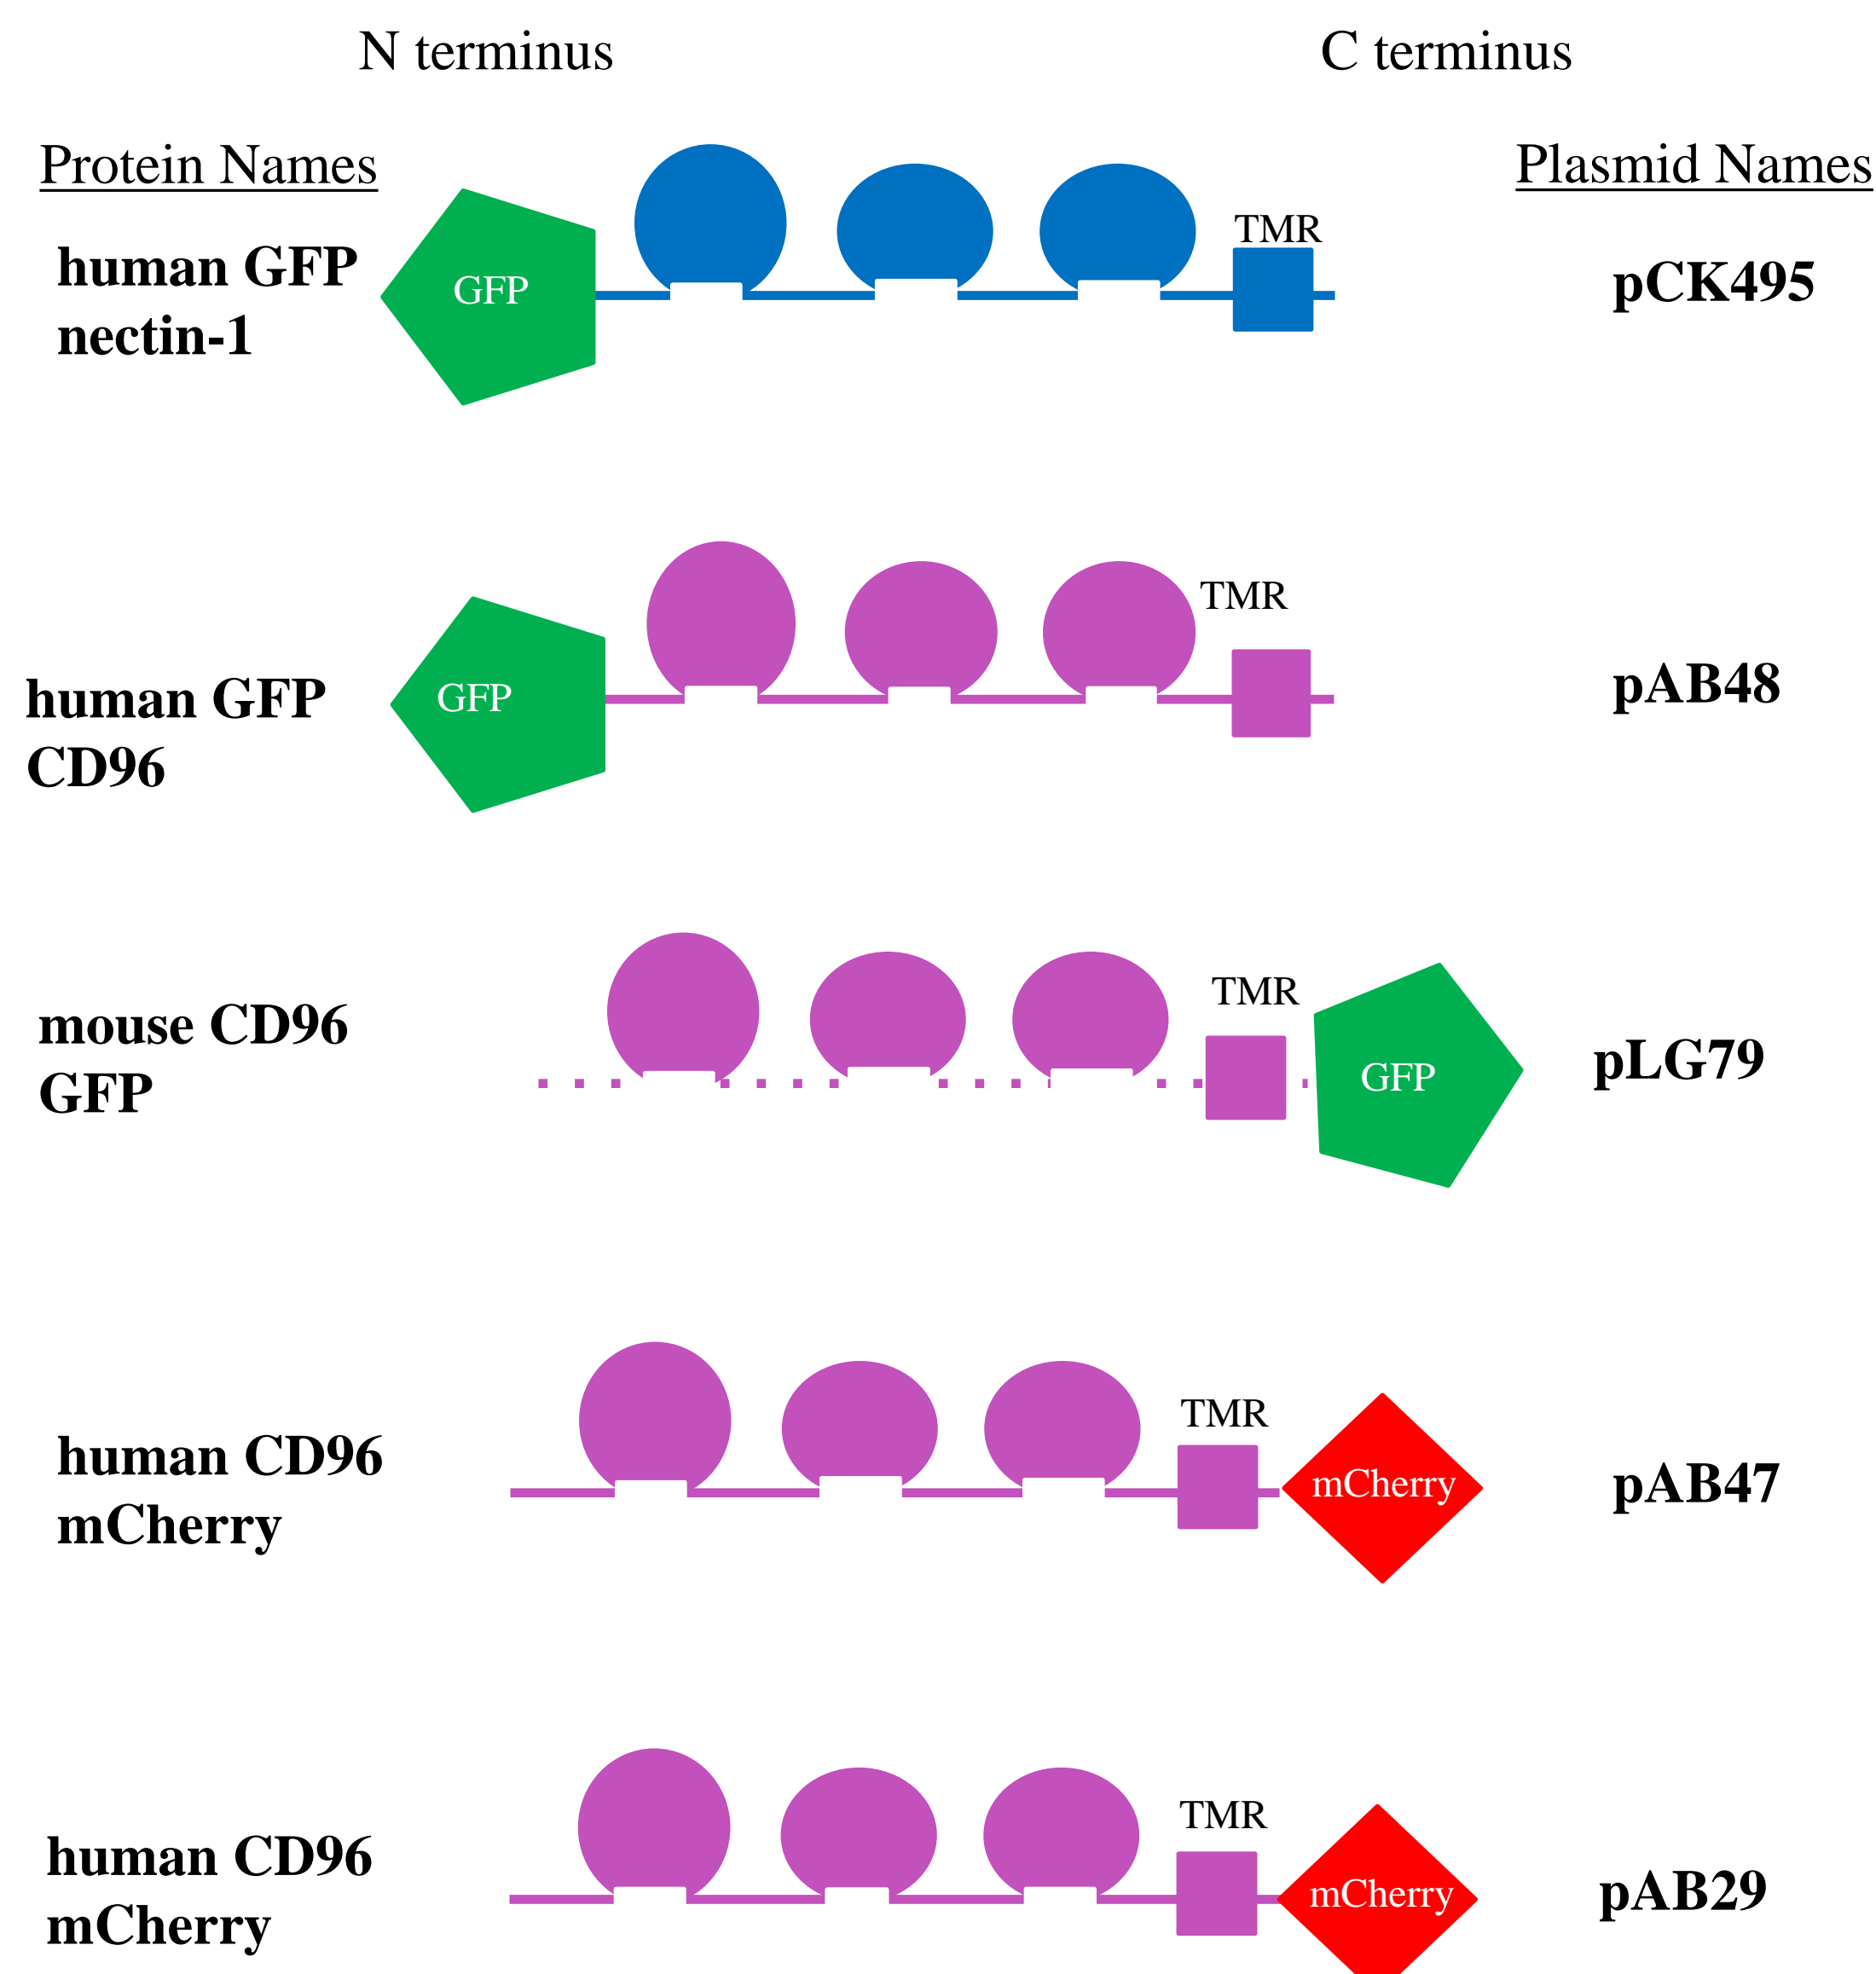 N terminus
C terminus
Protein Names
Plasmid Names
human GFP
nectin-1
GFP
TMR
pCK495
human GFP
CD96
GFP
TMR
pAB48
mouse CD96
GFP
TMR
GFP
pLG79
human CD96
mCherry
TMR
mCherry
pAB47
human CD96
mCherry
TMR
mCherry
pAB29